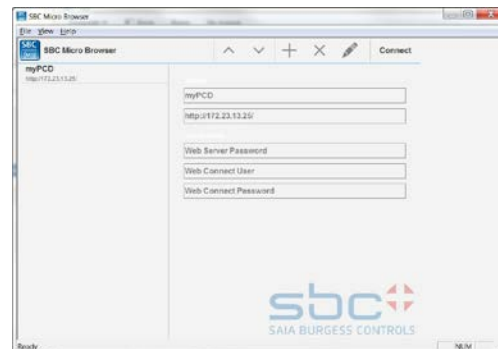 SBC Micro Browser
File View Help
SBC Micro Browser
Connect
myPCD
http://172.23.13.25/
myPCD
http://172.23.13.25/
Web Server Password
Web Connect User
Web Connect Password
sbc
SAIA BURGESS CONTROLS
Ready
NUM